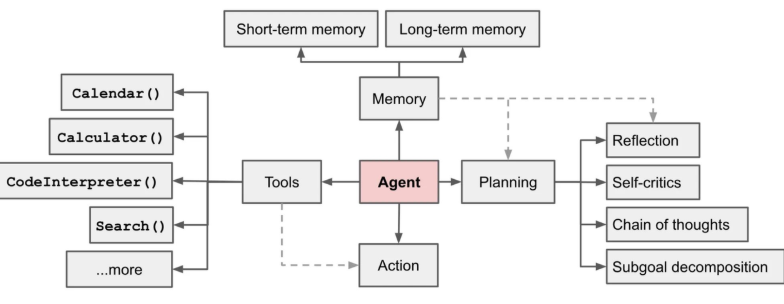 Short-term memory
Long-term memory
Calendar()
Memory
Calculator()
Reflection
CodeInterpreter()
Tools
Agent
Planning
Self-critics
Search()
Chain of thoughts
...more
Action
Subgoal decomposition